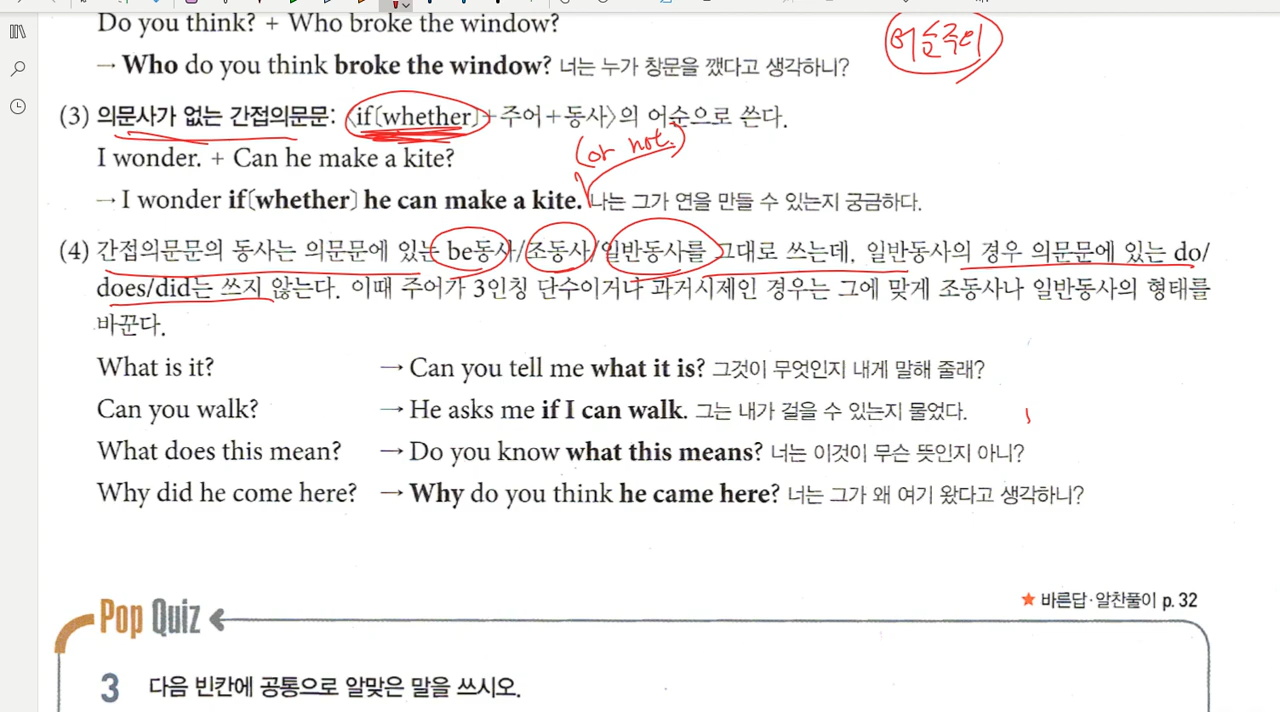 Do you think? + Who broke the window?
→ Who do you think broke the window? 너는 누가 창문을 깼다고 생각하니?
(3) 의문사가 없는 간접의문문: 〈if〔whether〕+주어+동사〉의 어순으로 쓴다.
(or not.)
I wonder. + Can he make a kite?
→ I wonder if〔whether〕 he can make a kite. 나는 그가 연을 만들 수 있는지 궁금하다.
(4) 간접의문문의 동사는 의문문에 있는 be동사/조동사/일반동사를 그대로 쓰는데, 일반동사의 경우 의문문에 있는 do/
does/did는 쓰지 않는다. 이때 주어가 3인칭 단수이거나 과거시제인 경우는 그에 맞게 조동사나 일반동사의 형태를
바꾼다.
What is it? → Can you tell me what it is? 그것이 무엇인지 내게 말해 줄래?
Can you walk? → He asks me if I can walk. 그는 내가 걸을 수 있는지 물었다.
What does this mean? → Do you know what this means? 너는 이것이 무슨 뜻인지 아니?
Why did he come here? → Why do you think he came here? 너는 그가 왜 여기 왔다고 생각하니?
★ 바른답·알찬풀이 p. 32
Pop Quiz
3 다음 빈칸에 공통으로 알맞은 말을 쓰시오.